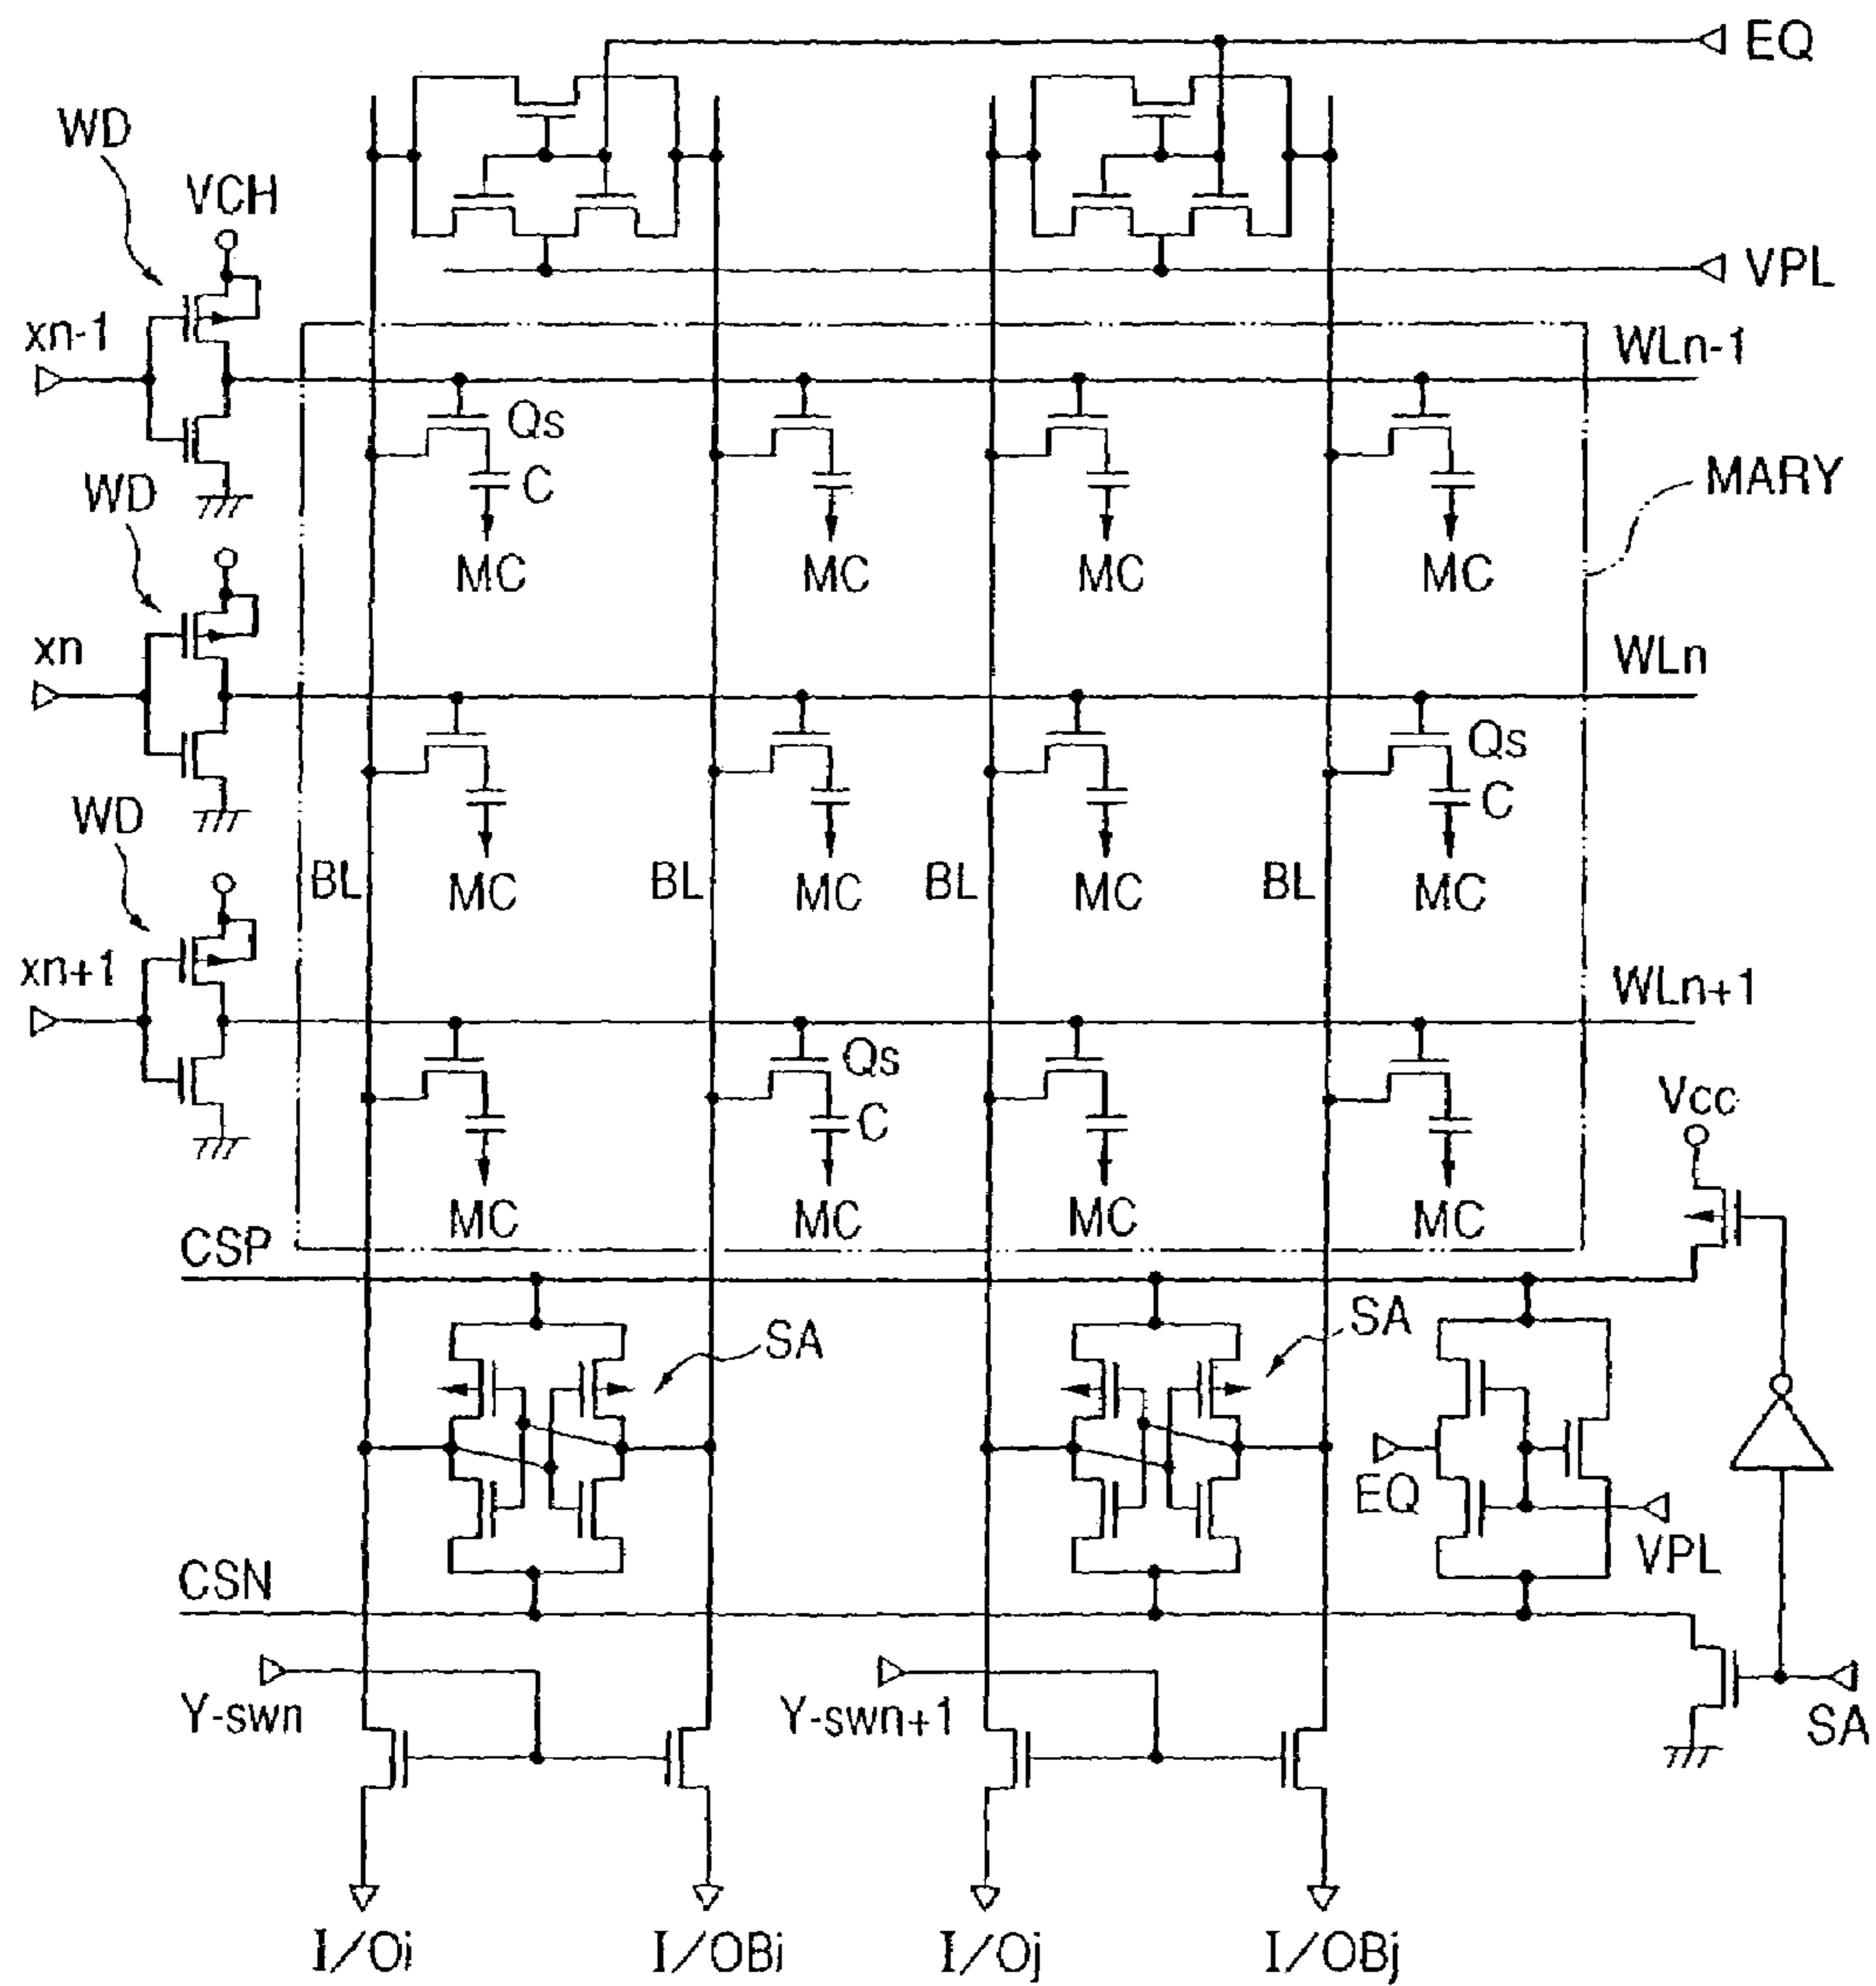 EQ
WD
VCH
VPL
xn-1
WLn-1
Qs
C
MARY
WD
MC MC MC MC
xn
WLn
Qs
C
WD
BL MC BL MC BL MC BL MC
xn+1
WLn+1
Qs
C
Vcc
MC MC MC MC
CSP
SA
SA
EQ
VPL
CSN
Y-swn
Y-swn+1
SA
I/Oi I/OBi I/Oj I/OBj